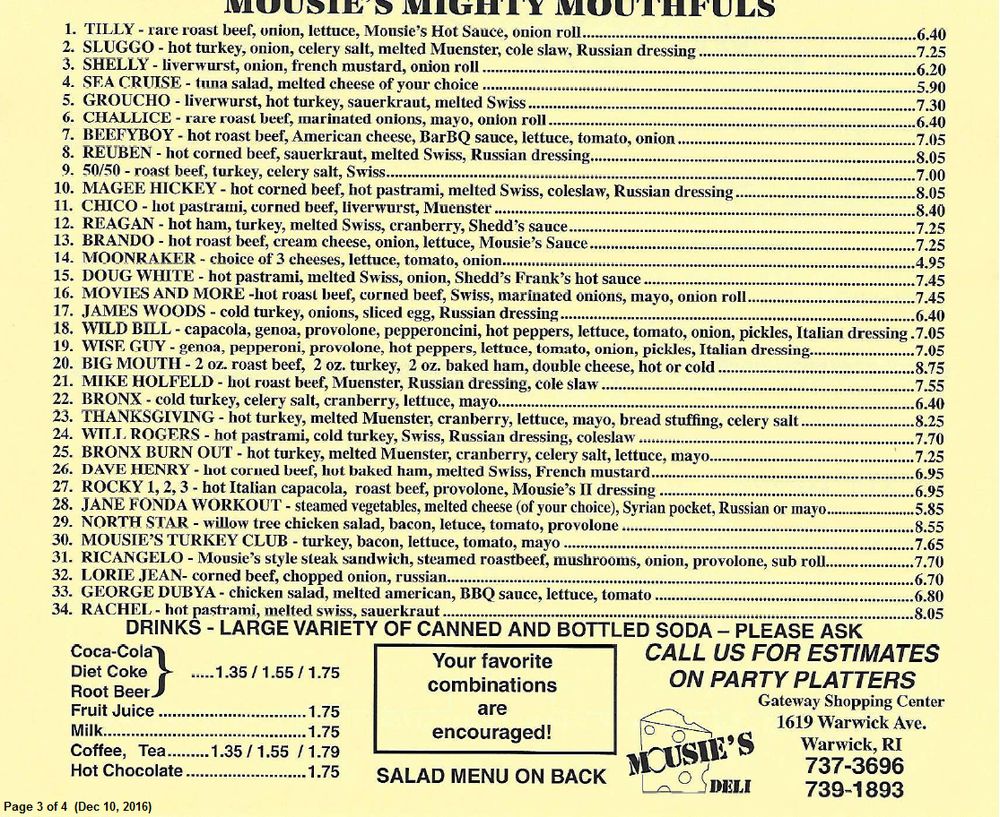 MOUSIE'S MIGHTY MOUTHFULS
1. TILLY - rare roast beef, onion, lettuce, Mousie's Hot Sauce, onion roll 6.40
2. SLUGGO - hot turkey, onion, celery salt, melted Muenster, cole slaw, Russian dressing 7.25
3. SHELLY - liverwurst, onion, french mustard, onion roll 6.20
4. SEA CRUISE - tuna salad, melted cheese of your choice 5.90
5. GROUCHO - liverwurst, hot turkey, sauerkraut, melted Swiss 7.30
6. CHALLICE - rare roast beef, marinated onions, mayo, onion roll 6.40
7. BEEFYBOY - hot roast beef, American cheese, BarBQ sauce, lettuce, tomato, onion 7.05
8. REUBEN - hot corned beef, sauerkraut, melted Swiss, Russian dressing 8.05
9. 50/50 - roast beef, turkey, celery salt, Swiss 7.00
10. MAGEE HICKEY - hot corned beef, hot pastrami, melted Swiss, coleslaw, Russian dressing 8.05
11. CHICO - hot pastrami, corned beef, liverwurst, Muenster 8.40
12. REAGAN - hot ham, turkey, melted Swiss, cranberry, Shedd's sauce 7.25
13. BRANDO - hot roast beef, cream cheese, onion, lettuce, Mousie's Sauce 7.25
14. MOONRAKER - choice of 3 cheeses, lettuce, tomato, onion 4.95
15. DOUG WHITE - hot pastrami, melted Swiss, onion, Shedd's Frank's hot sauce 7.45
16. MOVIES AND MORE -hot roast beef, corned beef, Swiss, marinated onions, mayo, onion roll 7.45
17. JAMES WOODS - cold turkey, onions, sliced egg, Russian dressing 6.40
18. WILD BILL - capacola, genoa, provolone, pepperoncini, hot peppers, lettuce, tomato, onion, pickles, Italian dressing .7.05
19. WISE GUY - genoa, pepperoni, provolone, hot peppers, lettuce, tomato, onion, pickles, Italian dressing 7.05
20. BIG MOUTH - 2 oz. roast beef, 2 oz. turkey, 2 oz. baked ham, double cheese, hot or cold 8.75
21. MIKE HOLFELD - hot roast beef, Muenster, Russian dressing, cole slaw 7.55
22. BRONX - cold turkey, celery salt, cranberry, lettuce, mayo 6.40
23. THANKSGIVING - hot turkey, melted Muenster, cranberry, lettuce, mayo, bread stuffing, celery salt 8.25
24. WILL ROGERS - hot pastrami, cold turkey, Swiss, Russian dressing, coleslaw 7.70
25. BRONX BURN OUT - hot turkey, melted Muenster, cranberry, celery salt, lettuce, mayo 7.25
26. DAVE HENRY - hot corned beef, hot baked ham, melted Swiss, French mustard 6.95
27. ROCKY 1, 2, 3 - hot Italian capacola, roast beef, provolone, Mousie's II dressing 6.95
28. JANE FONDA WORKOUT - steamed vegetables, melted cheese (of your choice), Syrian pocket, Russian or mayo 5.85
29. NORTH STAR - willow tree chicken salad, bacon, letuce, tomato, provolone 8.55
30. MOUSIE'S TURKEY CLUB - turkey, bacon, lettuce, tomato, mayo 7.65
31. RICANGELO - Mousie's style steak sandwich, steamed roastbeef, mushrooms, onion, provolone, sub roll 7.70
32. LORIE JEAN- corned beef, chopped onion, russian 6.70
33. GEORGE DUBYA - chicken salad, melted american, BBQ sauce, lettuce, tomato 6.80
34. RACHEL - hot pastrami, melted swiss, sauerkraut 8.05
DRINKS - LARGE VARIETY OF CANNED AND BOTTLED SODA – PLEASE ASK
Coca-Cola
Diet Coke 1.35 / 1.55 / 1.75
Root Beer
Fruit Juice 1.75
Milk 1.75
Coffee, Tea 1.35 / 1.55 / 1.79
Hot Chocolate 1.75
Your favorite
combinations
are
encouraged!
SALAD MENU ON BACK
CALL US FOR ESTIMATES
ON PARTY PLATTERS
Gateway Shopping Center
1619 Warwick Ave.
Warwick, RI
737-3696
739-1893
MOUSIE'S
DELI
Page 3 of 4 (Dec 10, 2016)